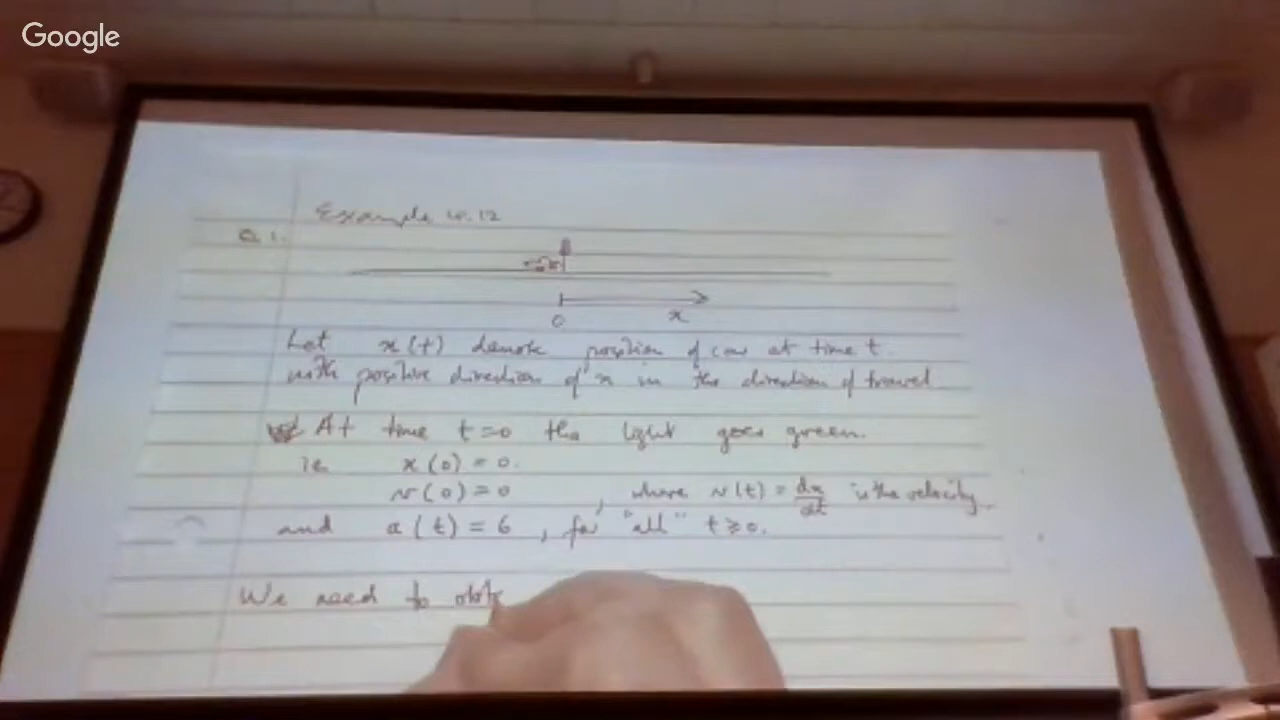 Google
Example 10.12
Q1.
0 x
Let x(t) denote position of car at time t
with positive direction of x in the direction of travel
At time t=0 the light goes green.
ie x(0) = 0.
v(0) = 0 , where v(t) = dx/dt is the velocity.
and a(t) = 6 , for "all" t ≥ 0.
We need to